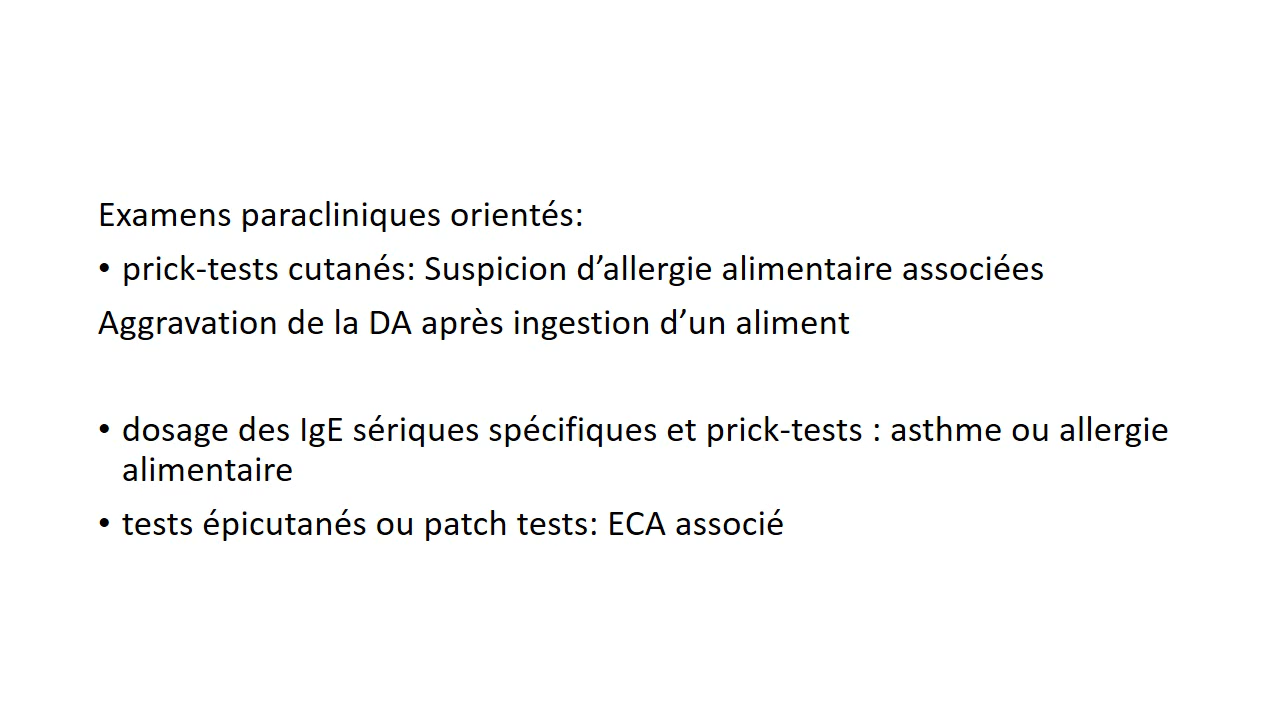 Examens paracliniques orientés:
• prick-tests cutanés: Suspicion d’allergie alimentaire associées
Aggravation de la DA après ingestion d’un aliment
• dosage des IgE sériques spécifiques et prick-tests : asthme ou allergie
alimentaire
• tests épicutanés ou patch tests: ECA associé